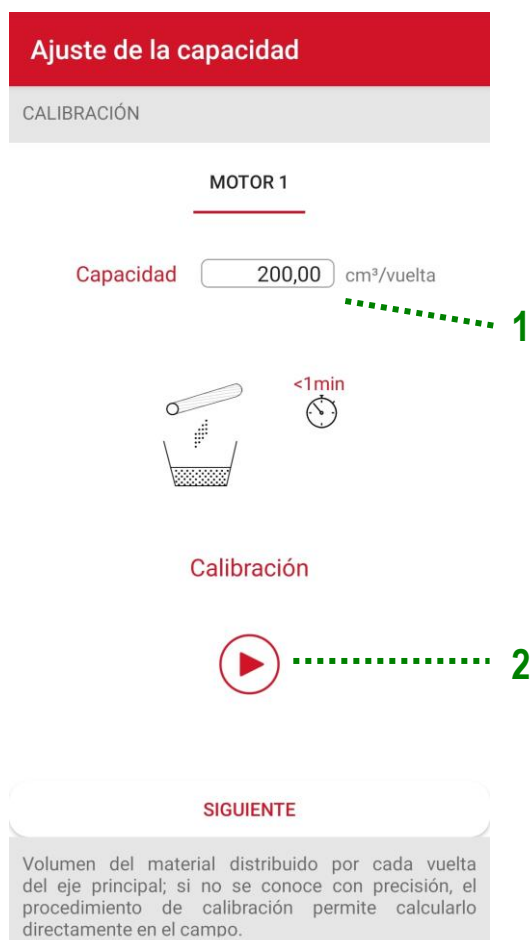 Ajuste de la capacidad
CALIBRACIÓN
MOTOR 1
Capacidad 200,00 cm³/vuelta
1
<1min
Calibración
2
SIGUIENTE
Volumen del material distribuido por cada vuelta
del eje principal; si no se conoce con precisión, el
procedimiento de calibración permite calcularlo
directamente en el campo.